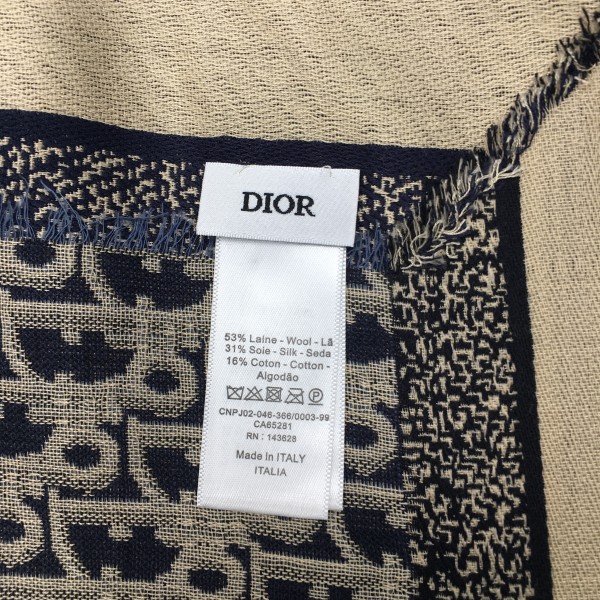 DIOR
53% Laine - Wool - Lã
31% Soie - Silk - Seda
16% Coton - Cotton -
Algodão
CNPJ02-046-366/0003-99
CA65281
RN : 143628
Made In ITALY
ITALIA